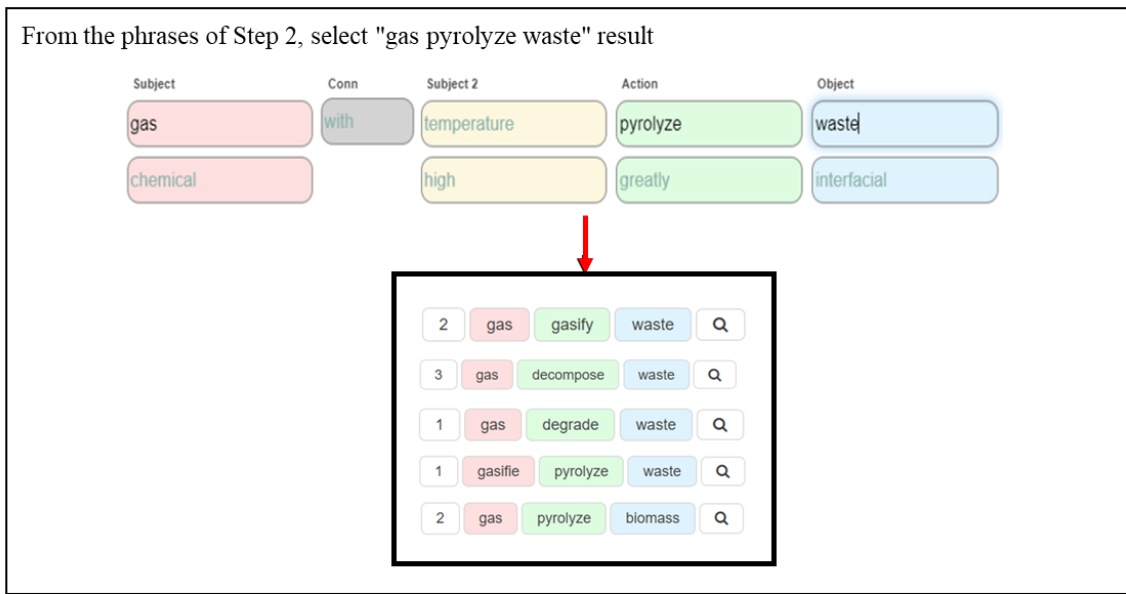 From the phrases of Step 2, select "gas pyrolyze waste" result
Subject Conn Subject 2 Action Object
gas with temperature pyrolyze waste
chemical high greatly interfacial
2 gas gasify waste
3 gas decompose waste
1 gas degrade waste
1 gasifie pyrolyze waste
2 gas pyrolyze biomass